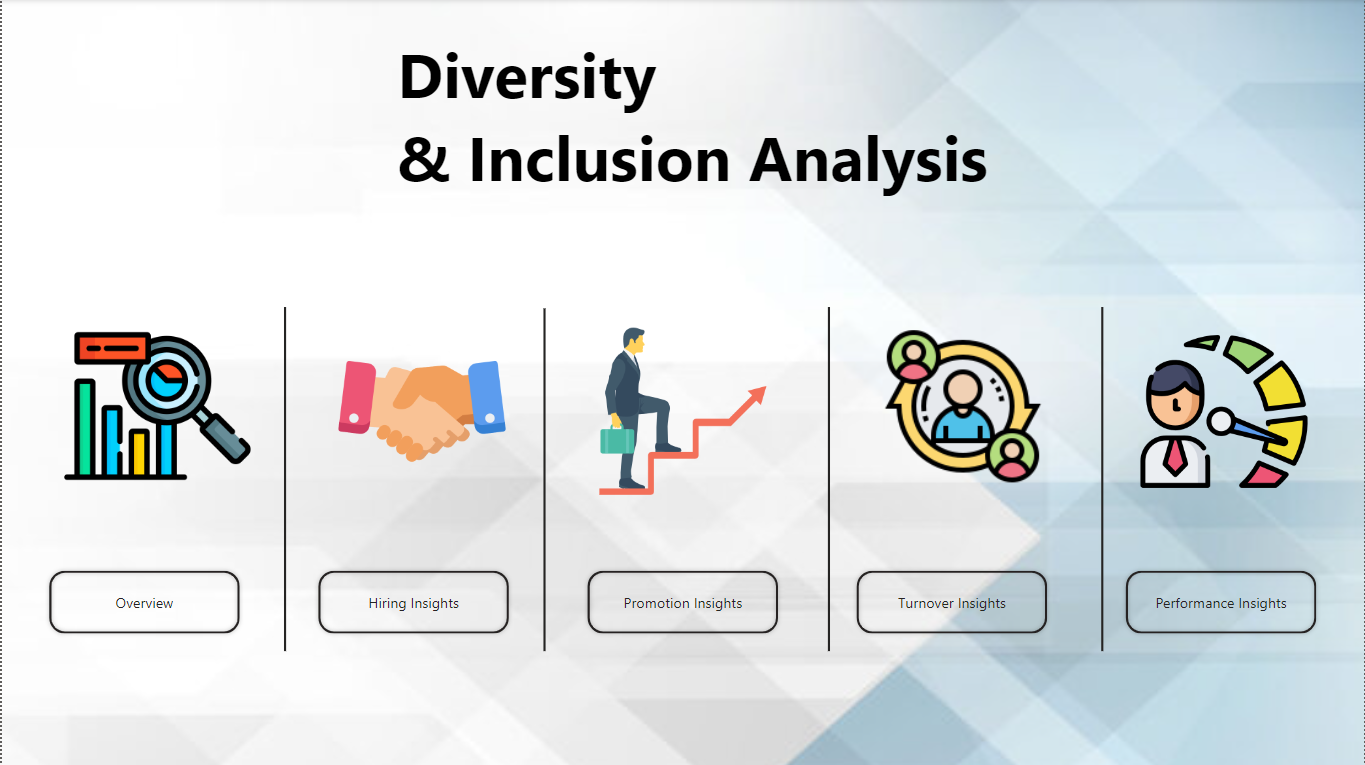 Diversity
& Inclusion Analysis
Overview
Hiring Insights
Promotion Insights
Turnover Insights
Performance Insights